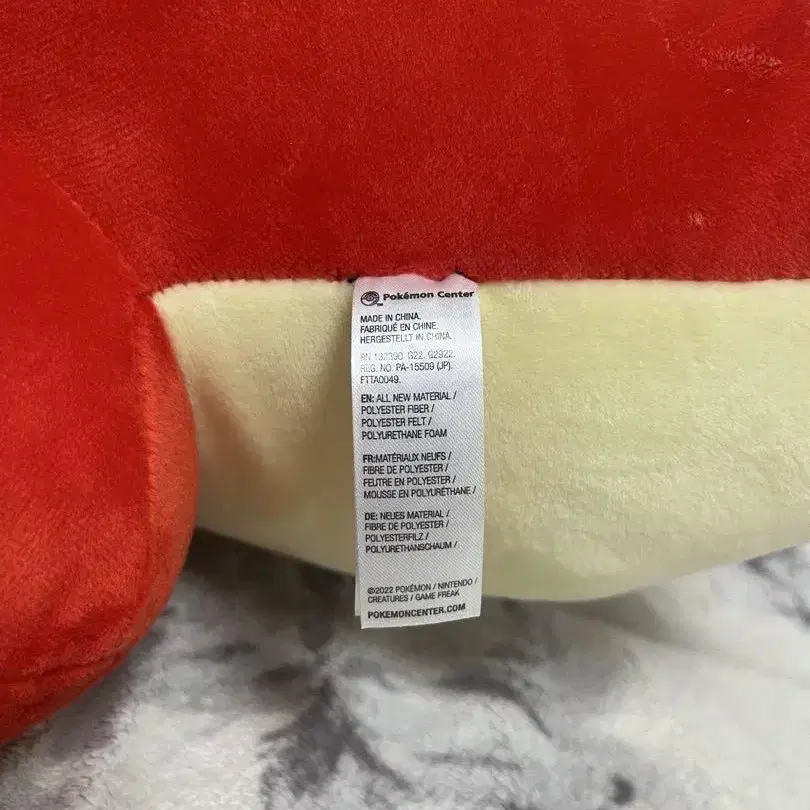 Pokémon Center
MADE IN CHINA.
FABRIQUÉ EN CHINE.
HERGESTELLT IN CHINA.
RN 132390. G22. G2922.
REG. NO. PA-15509 (JP).
FTTA0049.
EN: ALL NEW MATERIAL /
POLYESTER FIBER /
POLYESTER FELT /
POLYURETHANE FOAM
FR:MATÉRIAUX NEUFS /
FIBRE DE POLYESTER /
FEUTRE EN POLYESTER /
MOUSSE EN POLYURÉTHANE /
DE: NEUES MATERIAL /
FIBRE DE POLYESTER /
POLYESTERFILZ /
POLYURETHANSCHAUM /
©2022 POKÉMON / NINTENDO /
CREATURES / GAME FREAK
POKEMONCENTER.COM